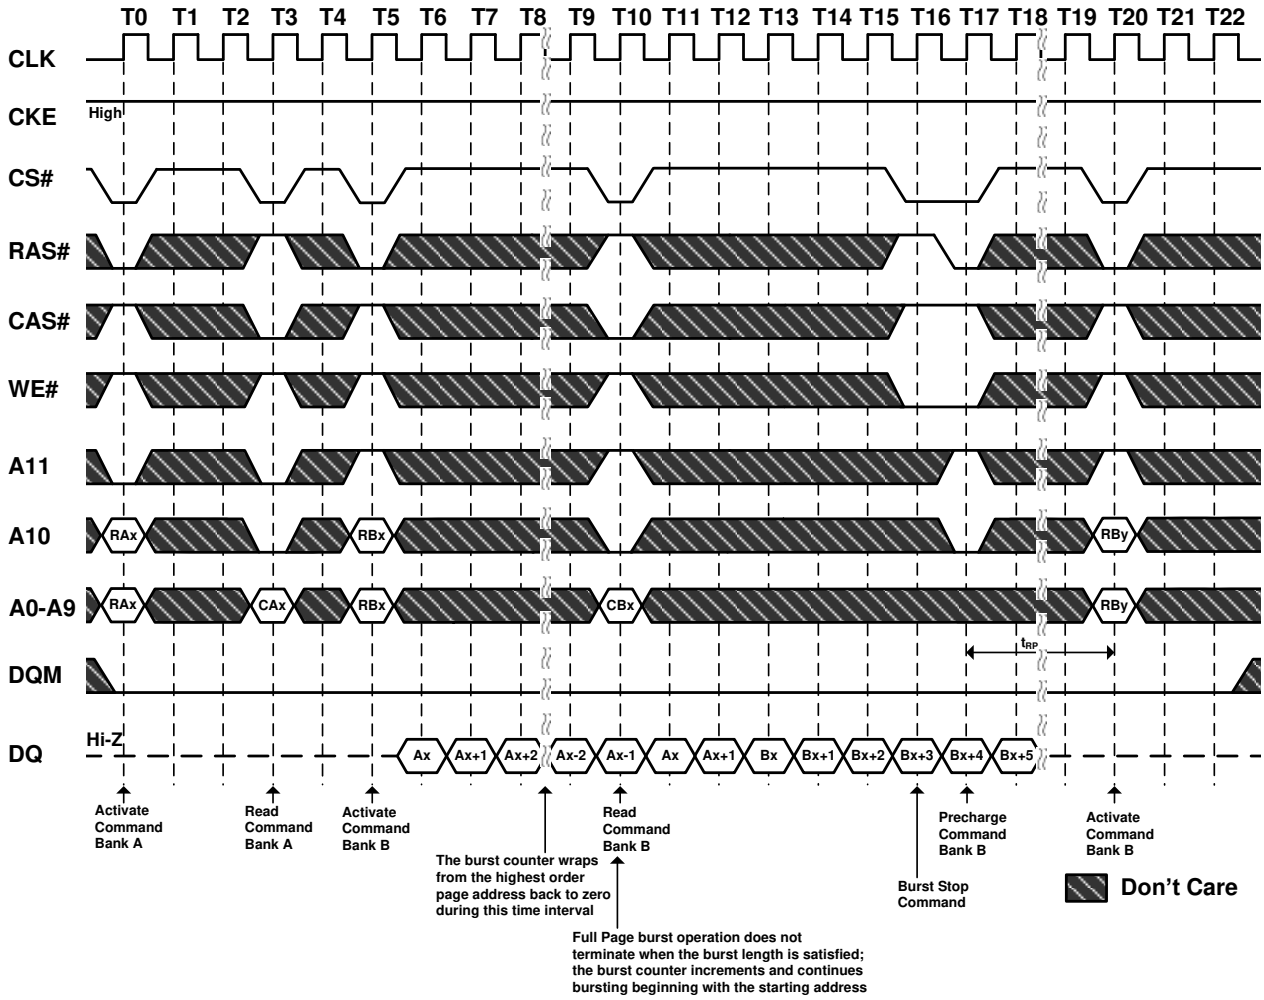 T0 T1 T2 T3 T4 T5 T6 T7 T8 T9 T10 T11 T12 T13 T14 T15 T16 T17 T18 T19 T20 T21 T22
CLK
CKE
High
CS#
RAS#
CAS#
WE#
A11
A10
RAx RBx RBy
A0-A9
RAx CAx RBx CBx RBy
tRP
DQM
Hi-Z
DQ
Ax Ax+1 Ax+2 Ax-2 Ax-1 Ax Ax+1 Bx Bx+1 Bx+2 Bx+3 Bx+4 Bx+5
Activate
Command
Bank A
Read
Command
Bank A
Activate
Command
Bank B
The burst counter wraps
from the highest order
page address back to zero
during this time interval
Read
Command
Bank B
Full Page burst operation does not
terminate when the burst length is satisfied;
the burst counter increments and continues
bursting beginning with the starting address
Burst Stop
Command
Precharge
Command
Bank B
Activate
Command
Bank B
Don't Care